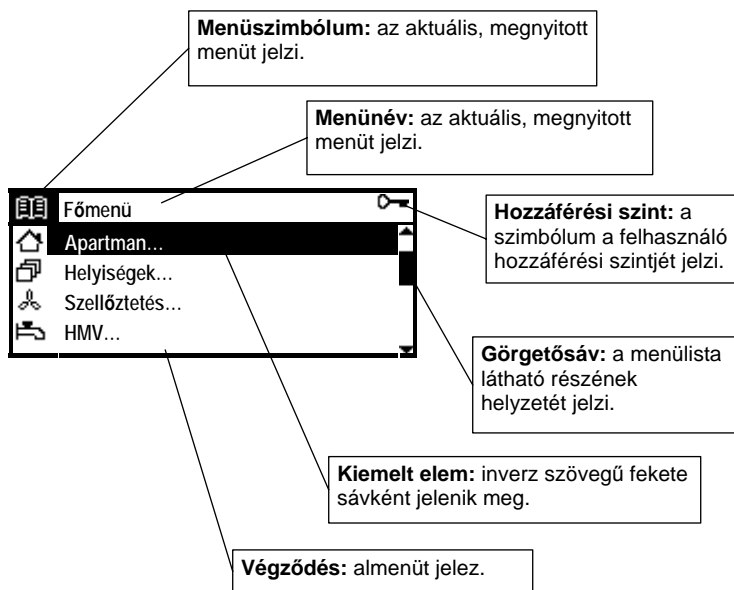 Menüszimbólum: az aktuális, megnyitott
menüt jelzi.
Menünév: az aktuális, megnyitott
menüt jelzi.
Főmenü
Apartman...
Helyiségek...
Szellőztetés...
HMV...
Hozzáférési szint: a
szimbólum a felhasználó
hozzáférési szintjét jelzi.
Görgetősáv: a menülista
látható részének
helyzetét jelzi.
Kiemelt elem: inverz szövegű fekete
sávként jelenik meg.
Végződés: almenüt jelez.